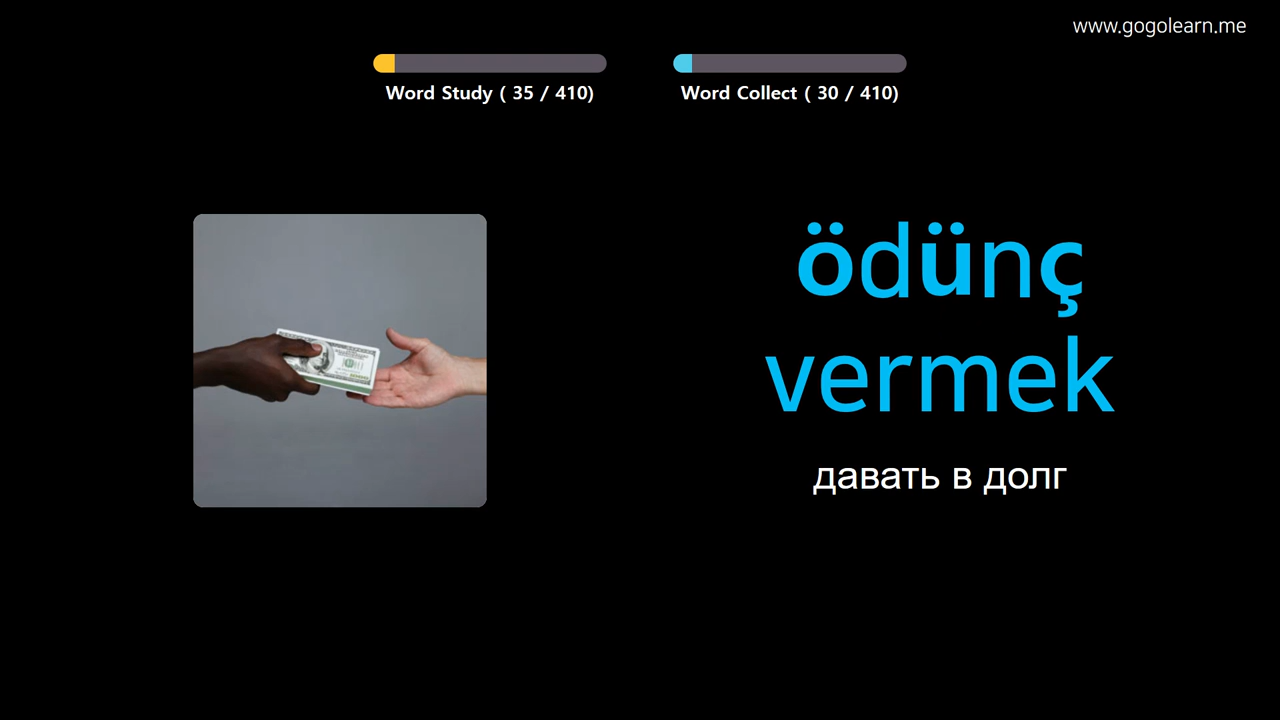 www.gogolearn.me
Word Study ( 35 / 410)
Word Collect ( 30 / 410)
ödünç
vermek
давать в долг